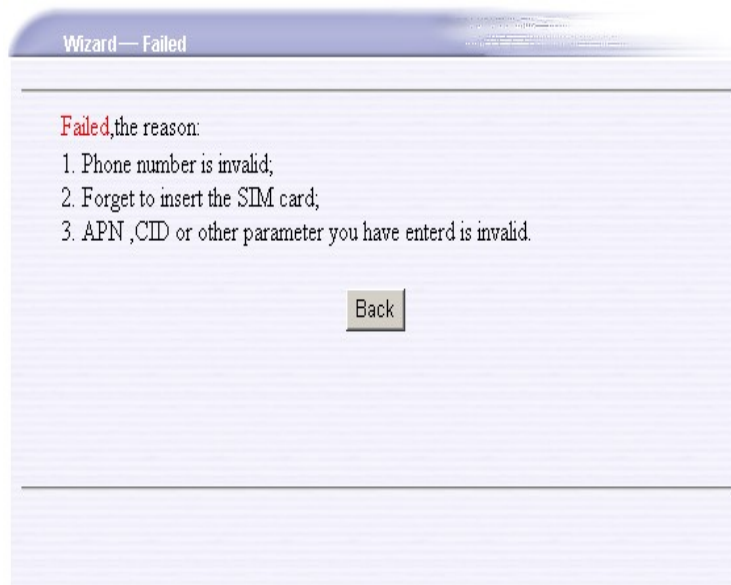 Wizard — Failed
Failed,the reason:
1. Phone number is invalid;
2. Forget to insert the SIM card;
3. APN ,CID or other parameter you have enterd is invalid.
Back